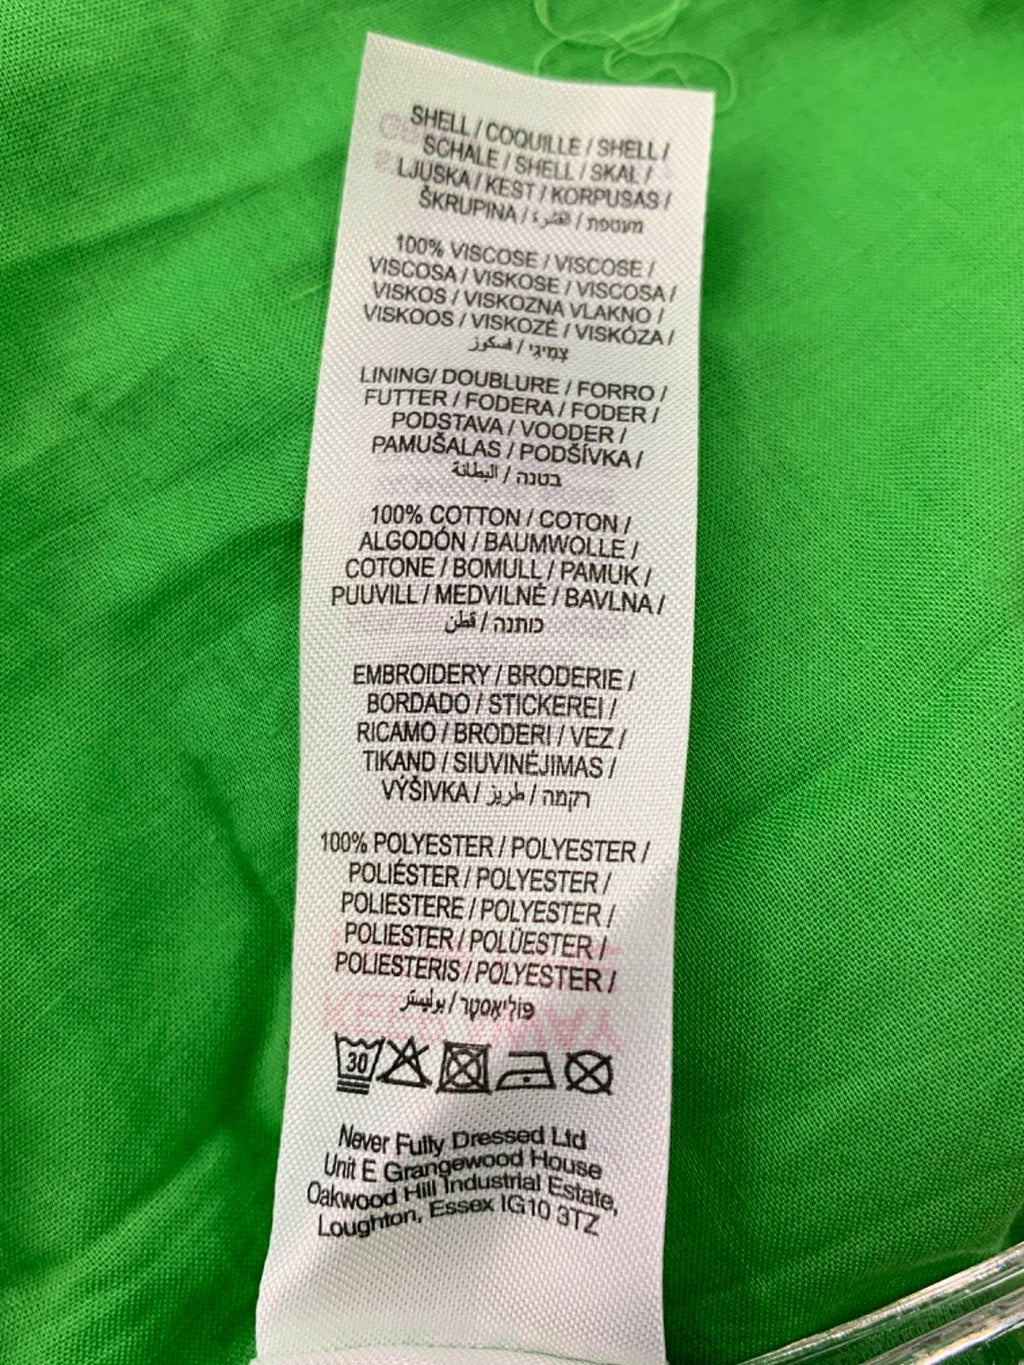 SHELL / COQUILLE / SHELL /
SCHALE / SHELL / SKAL /
LJUSKA / KEST / KORPUSAS /
ŠKRUPINA / القشرة / מעטפת
100% VISCOSE / VISCOSE /
VISCOSA / VISKOSE / VISCOSA /
VISKOS / VISKOZNA VLAKNO /
VISKOOS / VISKOZĖ / VISKÓZA /
فسكوز / צמיגי
LINING/ DOUBLURE / FORRO /
FUTTER / FODERA / FODER /
PODSTAVA / VOODER /
PAMUŠALAS / PODŠÍVKA /
البطانة / בטנה
100% COTTON / COTON /
ALGODÓN / BAUMWOLLE /
COTONE / BOMULL / PAMUK /
PUUVILL / MEDVILNĖ / BAVLNA /
قطن / כותנה
EMBROIDERY / BRODERIE /
BORDADO / STICKEREI /
RICAMO / BRODERI / VEZ /
TIKAND / SIUVINĖJIMAS /
VÝŠIVKA / طريز / רקמה
100% POLYESTER / POLYESTER /
POLIÉSTER / POLYESTER /
POLIESTERE / POLYESTER /
POLIESTER / POLÜESTER /
POLIESTERIS / POLYESTER /
بوليستر / פוליאסטר
30
Never Fully Dressed Ltd
Unit E Grangewood House
Oakwood Hill Industrial Estate,
Loughton, Essex IG10 3TZ